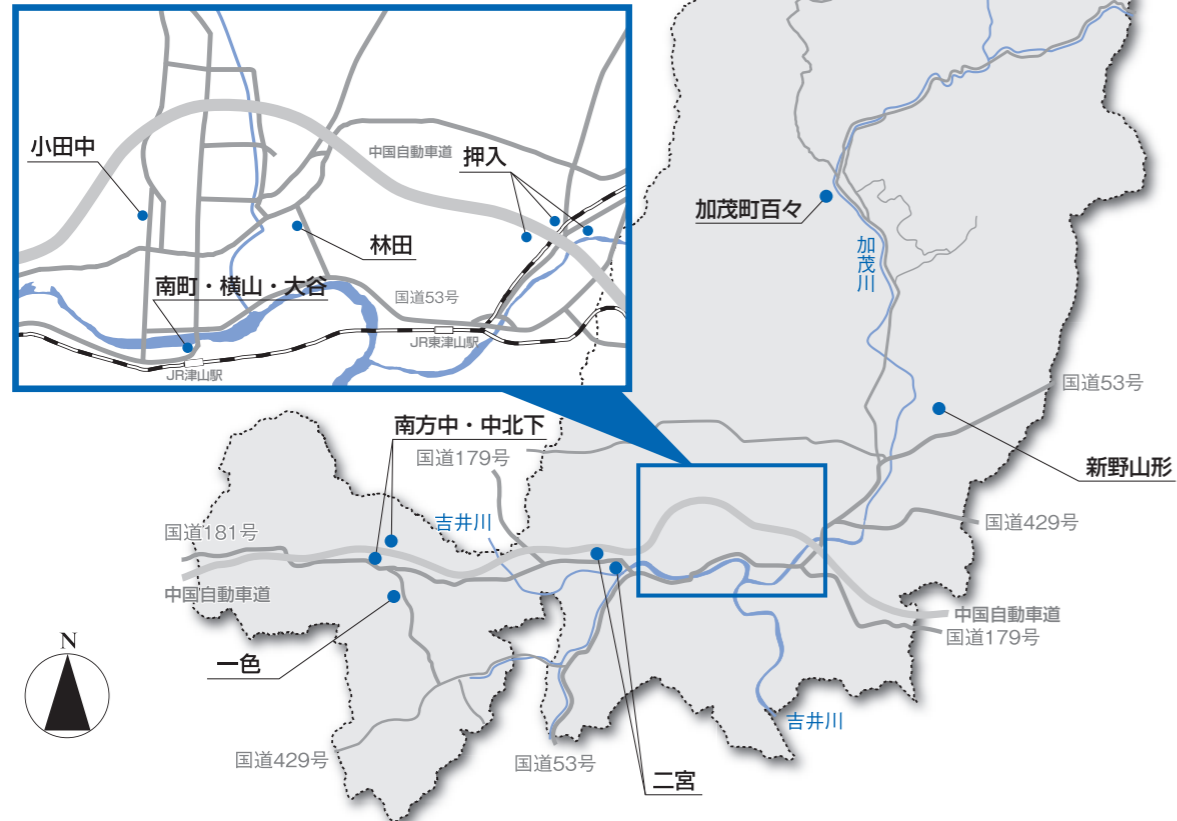 小田中
中国自動車道
押入
林田
南町・横山・大谷
国道53号
JR東津山駅
JR津山駅
加茂町百々
加茂川
国道53号
南方中・中北下
国道179号
新野山形
国道181号
吉井川
国道429号
中国自動車道
中国自動車道
国道179号
N
一色
吉井川
国道429号
国道53号
二宮